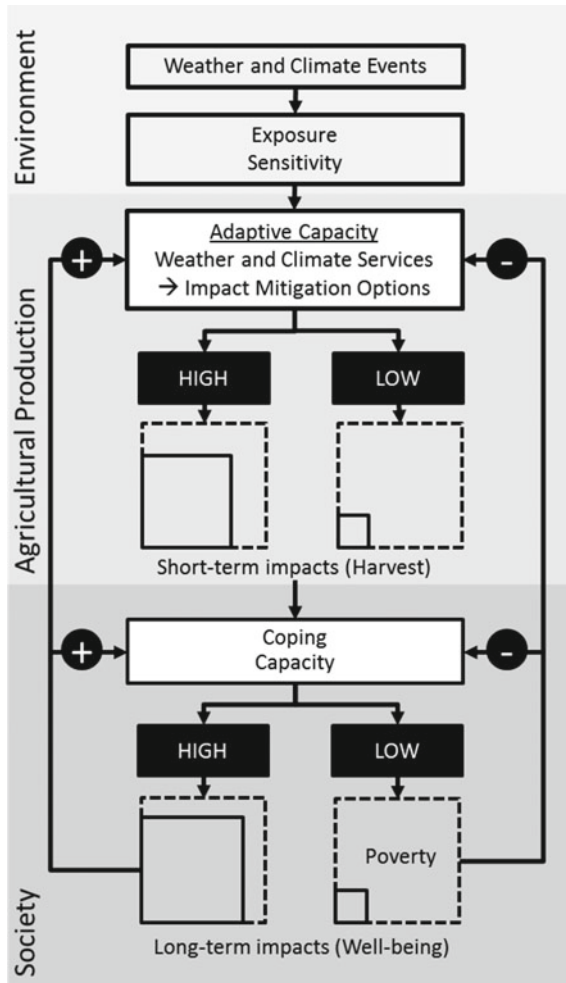 Environment
Weather and Climate Events
Exposure
Sensitivity
Agricultural Production
Adaptive Capacity
Weather and Climate Services
→ Impact Mitigation Options
+
-
HIGH
LOW
Short-term impacts (Harvest)
Society
Coping
Capacity
+
-
HIGH
LOW
Poverty
Long-term impacts (Well-being)